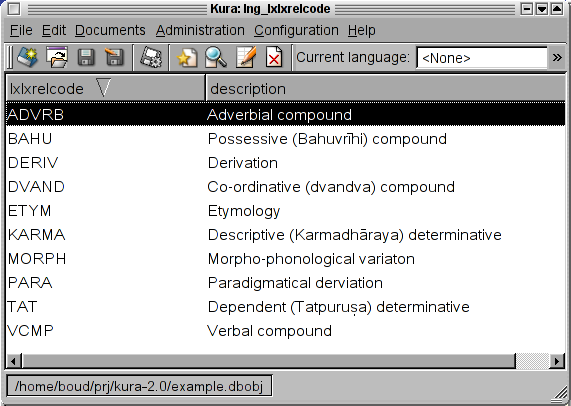 Kura: lng_lxlxrelcode
File Edit Documents Administration Configuration Help
Current language: <None> »
lxlxrelcode description
ADVRB Adverbial compound
BAHU Possessive (Bahuvrīhi) compound
DERIV Derivation
DVAND Co-ordinative (dvandva) compound
ETYM Etymology
KARMA Descriptive (Karmadhāraya) determinative
MORPH Morpho-phonological variaton
PARA Paradigmatical derviation
TAT Dependent (Tatpuruṣa) determinative
VCMP Verbal compound
/home/boud/prj/kura-2.0/example.dbobj